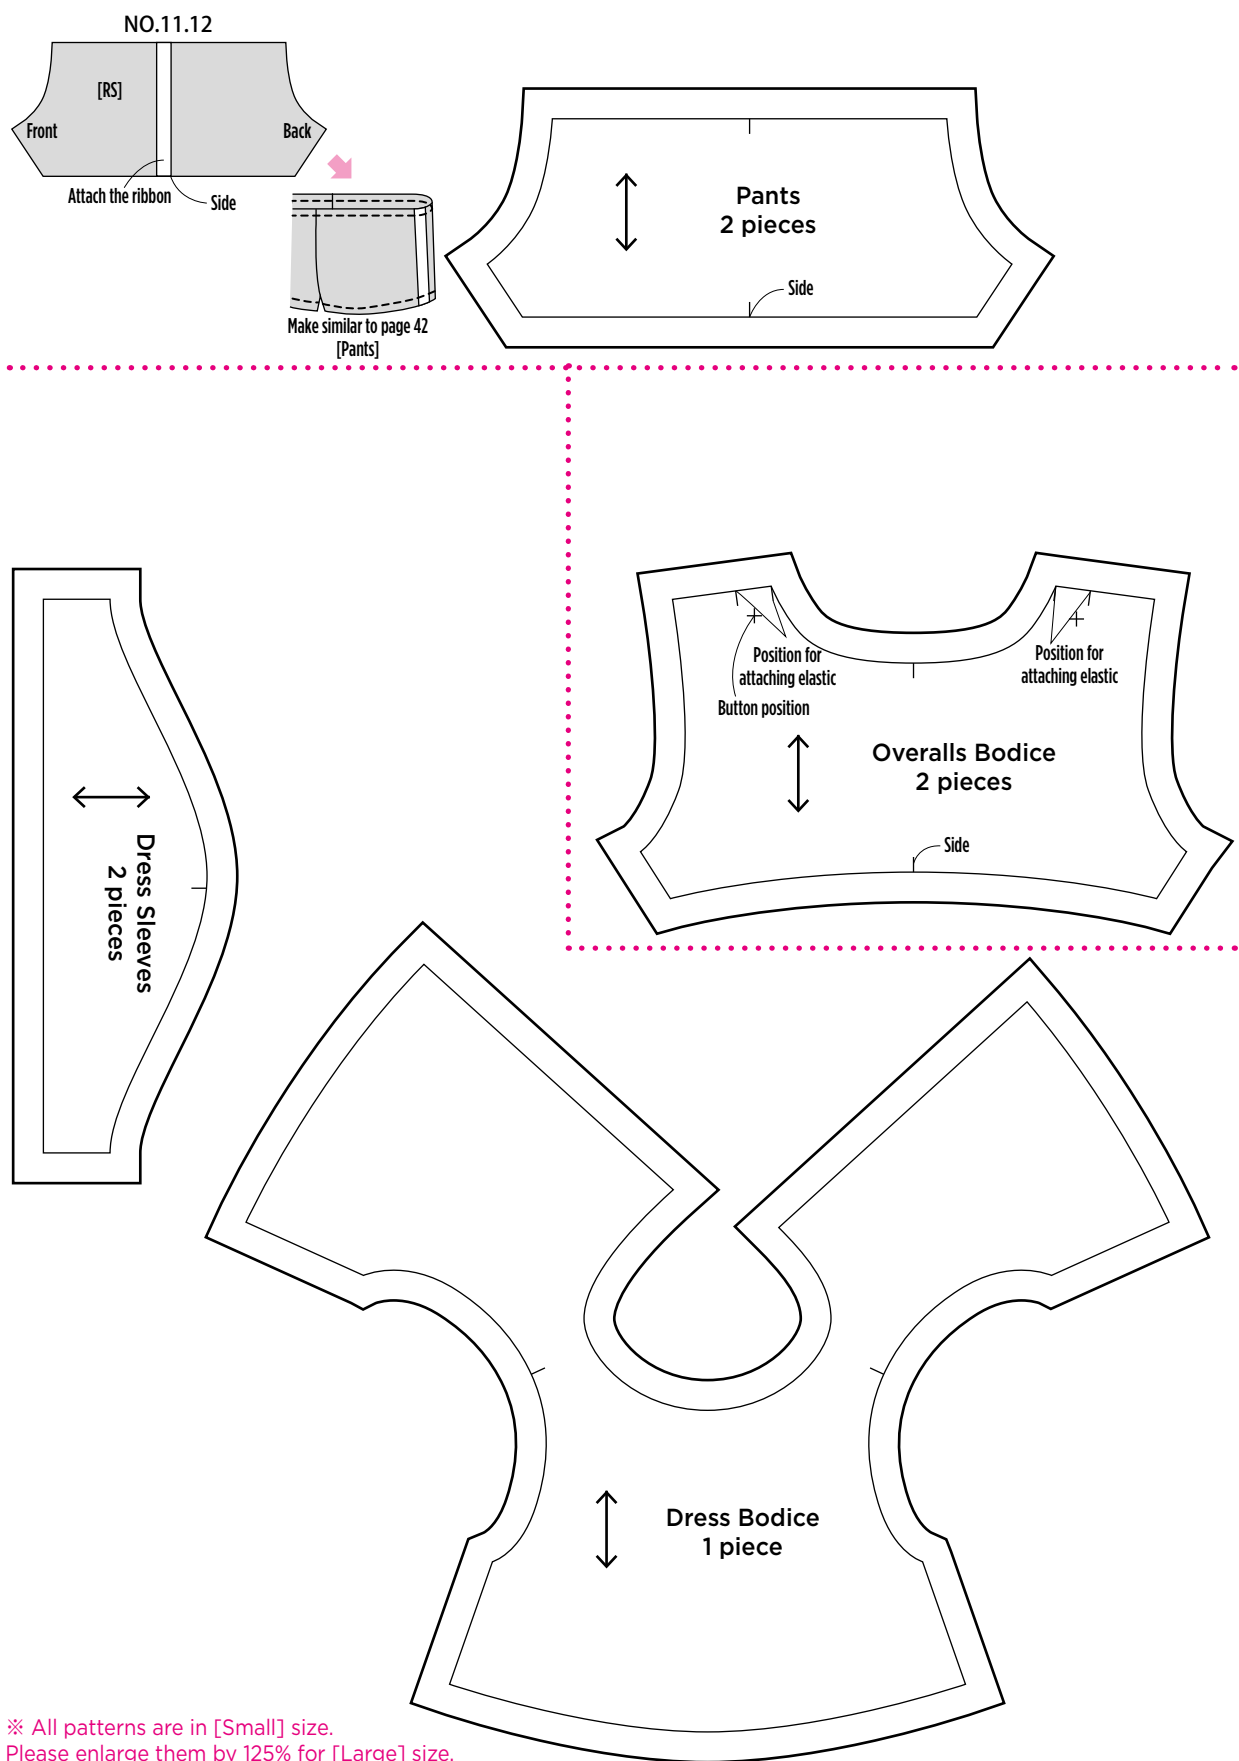 NO.11.12
[RS]
Front
Back
Attach the ribbon
Side
Make similar to page 42
[Pants]
Pants
2 pieces
Side
Position for
attaching elastic
Button position
Position for
attaching elastic
Overalls Bodice
2 pieces
Side
Dress Sleeves
2 pieces
Dress Bodice
1 piece
※ All patterns are in [Small] size.
Please enlarge them by 125% for [Large] size.